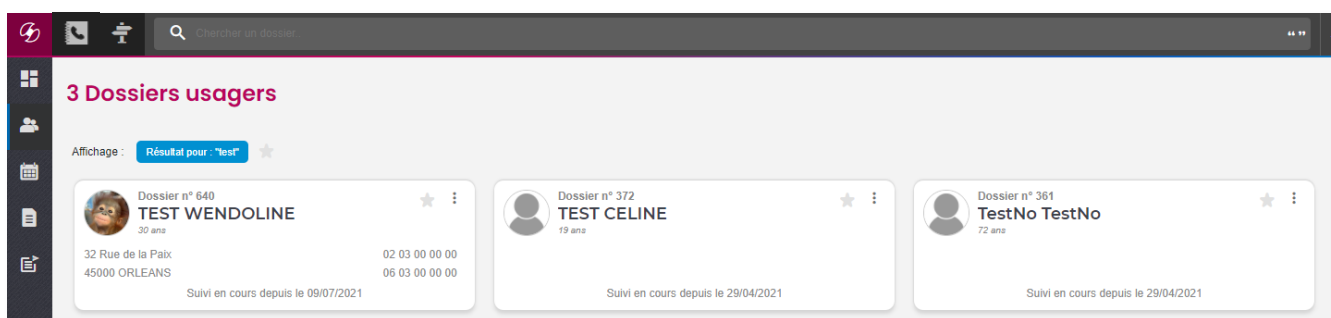 Chercher un dossier.
3 Dossiers usagers
Affichage :
Résultat pour : "test"
Dossier n° 640
TEST WENDOLINE
30 ans
32 Rue de la Paix
02 03 00 00 00
45000 ORLEANS
06 03 00 00 00
Suivi en cours depuis le 09/07/2021
Dossier n° 372
TEST CELINE
19 ans
Suivi en cours depuis le 29/04/2021
Dossier n° 361
TestNo TestNo
72 ans
Suivi en cours depuis le 29/04/2021